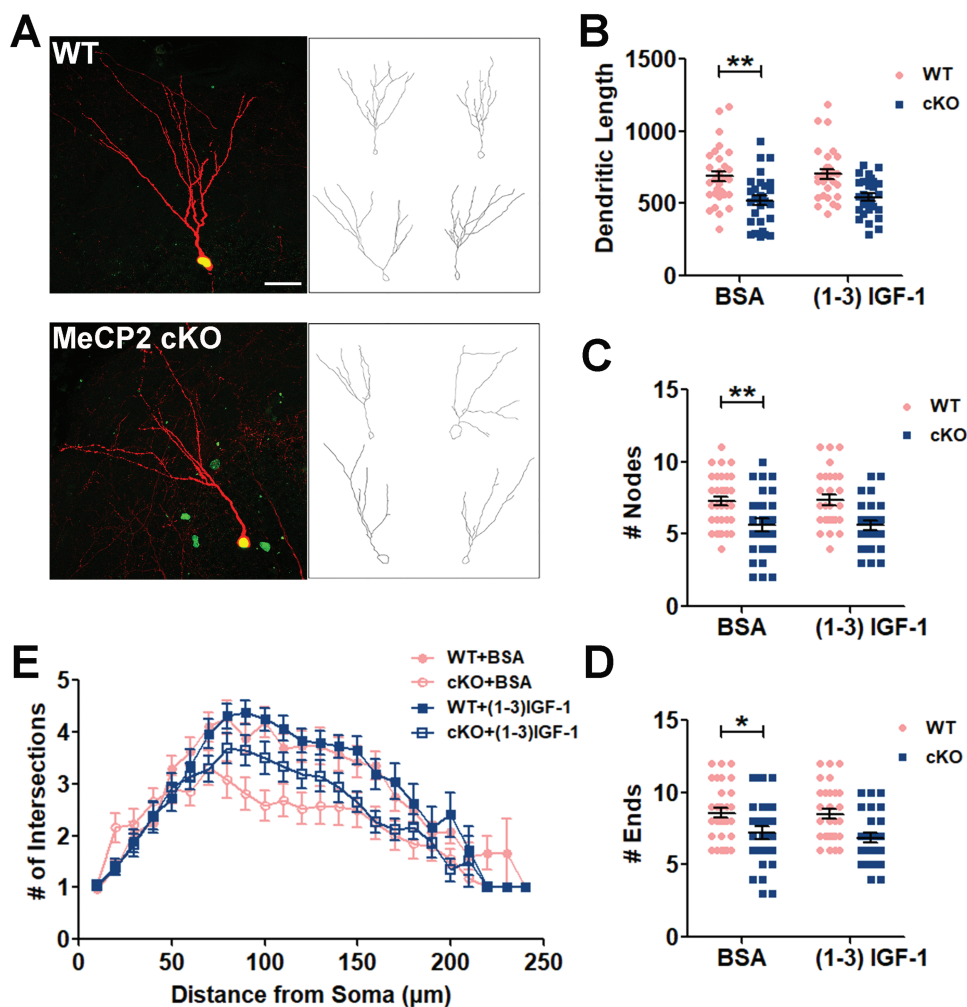 A
WT
MeCP2 cKO
B
1500
1000
500
0
Dendritic Length
**
WT
cKO
BSA
(1-3) IGF-1
C
15
10
5
0
# Nodes
**
WT
cKO
BSA
(1-3) IGF-1
D
15
10
5
0
# Ends
*
WT
cKO
BSA
(1-3) IGF-1
E
WT+BSA
cKO+BSA
WT+(1-3)IGF-1
cKO+(1-3)IGF-1
5
4
3
2
1
0
# of Intersections
0
50
100
150
200
250
Distance from Soma (μm)